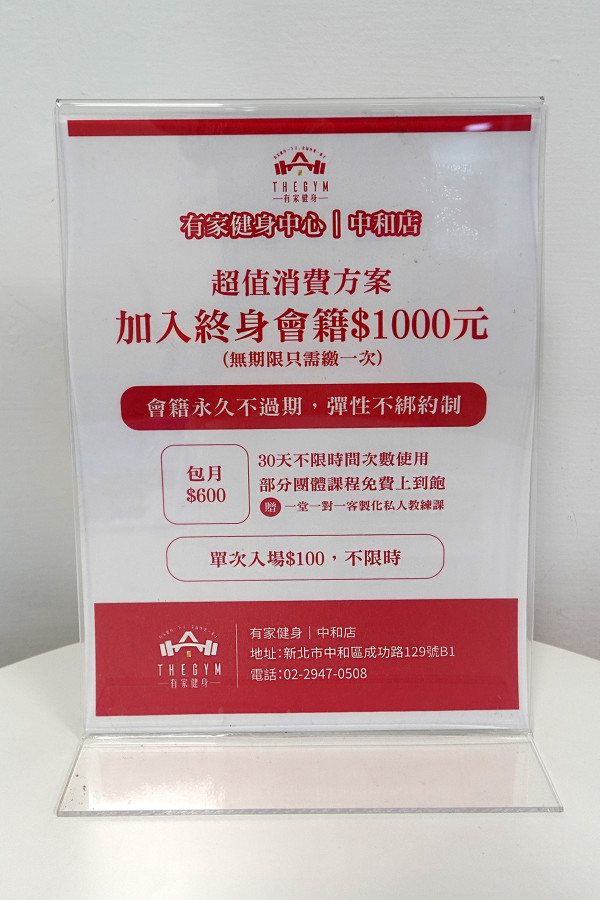 THEGYM
有家健身
有家健身中心|中和店
超值消費方案
加入終身會籍$1000元
(無期限只需繳一次)
會籍永久不過期,彈性不綁約制
包月
$600
30天不限時間次數使用
部分團體課程免費上到飽
贈 一堂一對一客製化私人教練課
單次入場$100,不限時
THEGYM
有家健身
有家健身|中和店
地址:新北市中和區成功路129號B1
電話:02-2947-0508